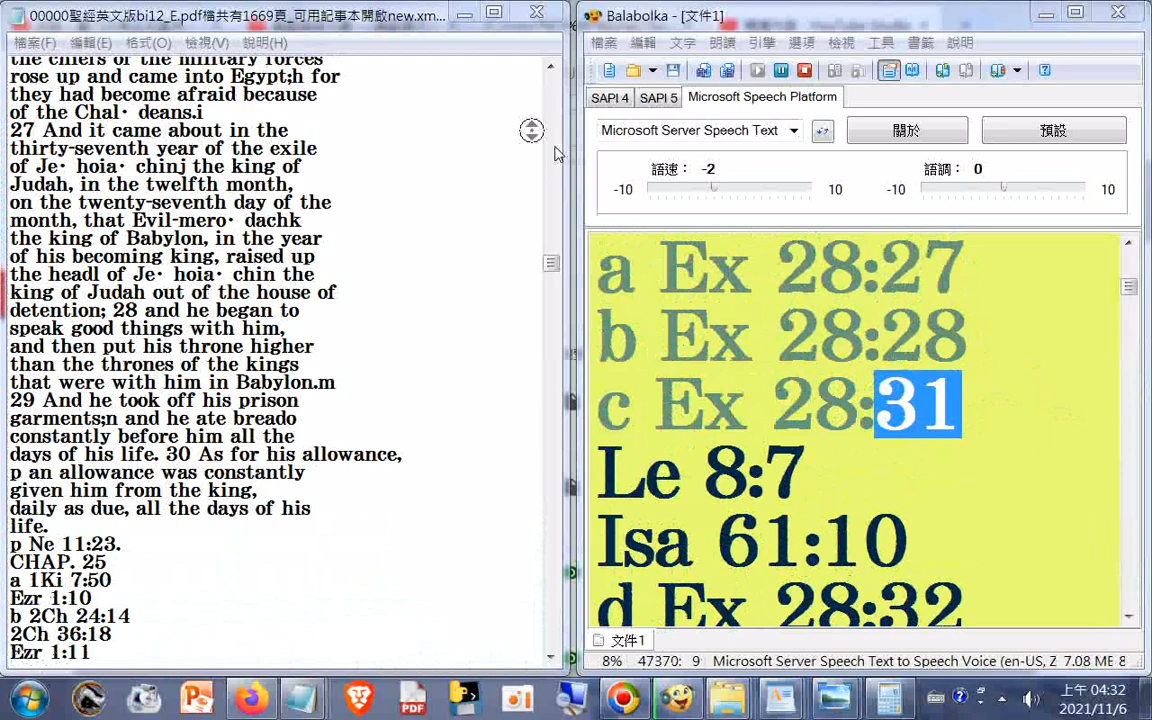 00000聖經英文版bi12_E.pdf檔共有1669頁_可用記事本開啟new.xm...
檔案(F) 編輯(E) 格式(O) 檢視(V) 說明(H)
the chiefs of the military forces
rose up and came into Egypt;h for
they had become afraid because
of the Chal· deans.i
27 And it came about in the
thirty-seventh year of the exile
of Je· hoia· chinj the king of
Judah, in the twelfth month,
on the twenty-seventh day of the
month, that Evil-mero· dachk
the king of Babylon, in the year
of his becoming king, raised up
the headl of Je· hoia· chin the
king of Judah out of the house of
detention; 28 and he began to
speak good things with him,
and then put his throne higher
than the thrones of the kings
that were with him in Babylon.m
29 And he took off his prison
garments;n and he ate breado
constantly before him all the
days of his life. 30 As for his allowance,
p an allowance was constantly
given him from the king,
daily as due, all the days of his
life.
p Ne 11:23.
CHAP. 25
a 1Ki 7:50
Ezr 1:10
b 2Ch 24:14
2Ch 36:18
Ezr 1:11
Balabolka - [文件1]
檔案 編輯 文字 朗讀 引擎 選項 檢視 工具 書籤 說明
SAPI 4 SAPI 5 Microsoft Speech Platform
Microsoft Server Speech Text 關於 預設
語速： -2 語調： 0
-10 10 -10 10
a Ex 28:27
b Ex 28:28
c Ex 28:31
Le 8:7
Isa 61:10
d Ex 28:32
文件1
8% 47370: 9 Microsoft Server Speech Text to Speech Voice (en-US, Z 7.08 MB 8
PDF
上午 04:32
2021/11/6